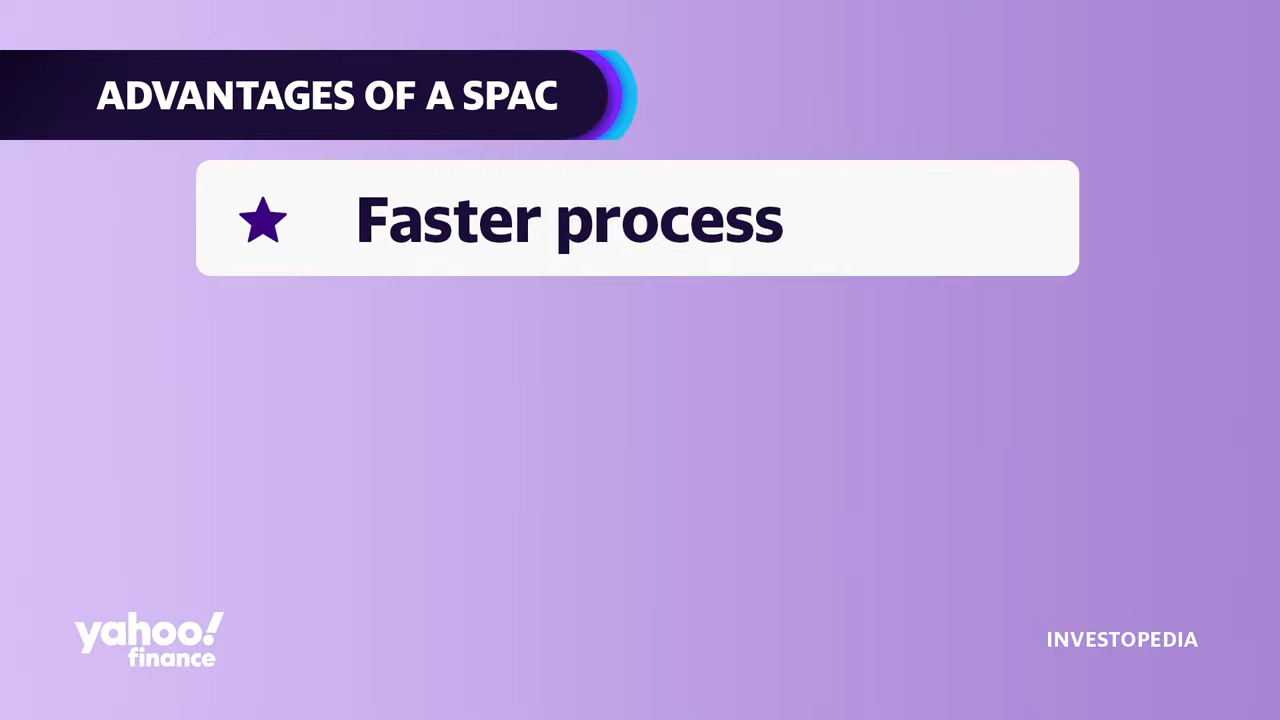 ADVANTAGES OF A SPAC
Faster process
yahoo!
finance
INVESTOPEDIA